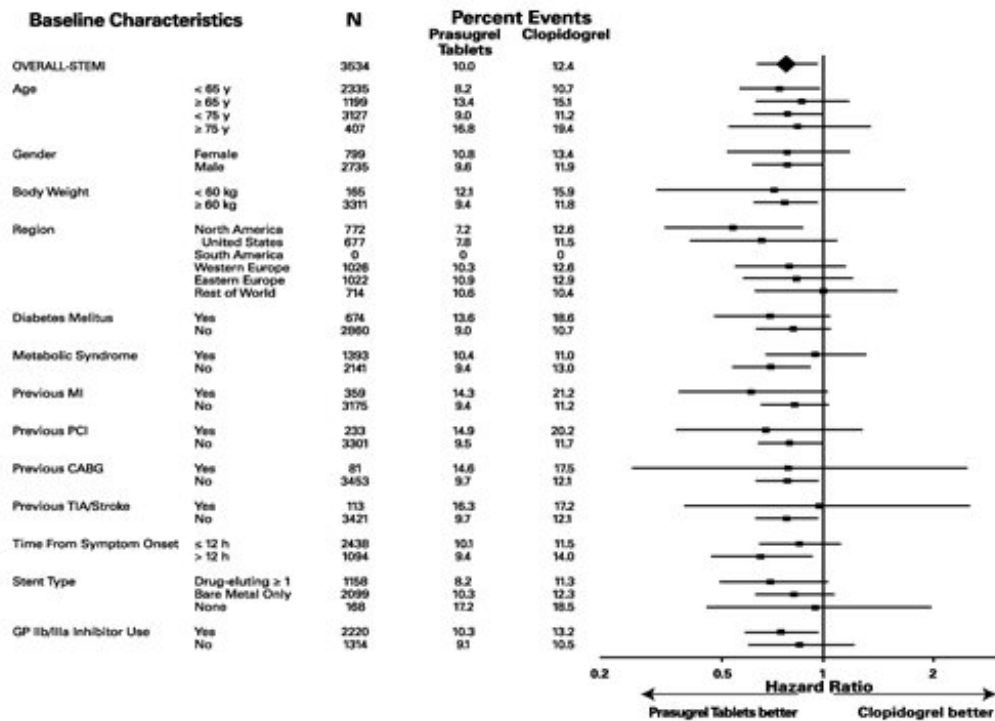 Baseline Characteristics N Percent Events
Prasugrel Tablets Clopidogrel
OVERALL-STEMI 3534 10.0 12.4
Age < 65 y 2335 8.2 10.7
≥ 65 y 1199 13.4 15.1
< 75 y 3127 9.0 11.2
≥ 75 y 407 16.8 19.4
Gender Female 799 10.8 13.4
Male 2735 9.6 11.9
Body Weight < 60 kg 165 12.1 15.9
≥ 60 kg 3311 9.4 11.8
Region North America 772 7.2 12.6
United States 677 7.8 11.5
South America 0 0 0
Western Europe 1026 10.3 12.6
Eastern Europe 1022 10.9 12.9
Rest of World 714 10.6 10.4
Diabetes Melitus Yes 674 13.6 18.6
No 2860 9.0 10.7
Metabolic Syndrome Yes 1393 10.4 11.0
No 2141 9.4 13.0
Previous MI Yes 359 14.3 21.2
No 3175 9.4 11.2
Previous PCI Yes 233 14.9 20.2
No 3301 9.5 11.7
Previous CABG Yes 81 14.6 17.5
No 3453 9.7 12.1
Previous TIA/Stroke Yes 113 16.3 17.2
No 3421 9.7 12.1
Time From Symptom Onset ≤ 12 h 2438 10.1 11.5
> 12 h 1094 9.4 14.0
Stent Type Drug-eluting ≥ 1 1158 8.2 11.3
Bare Metal Only 2099 10.3 12.3
None 168 17.2 18.5
GP IIb/IIIa Inhibitor Use Yes 2220 10.3 13.2
No 1314 9.1 10.5
0.2 0.5 1 2
Hazard Ratio
Prasugrel Tablets better Clopidogrel better